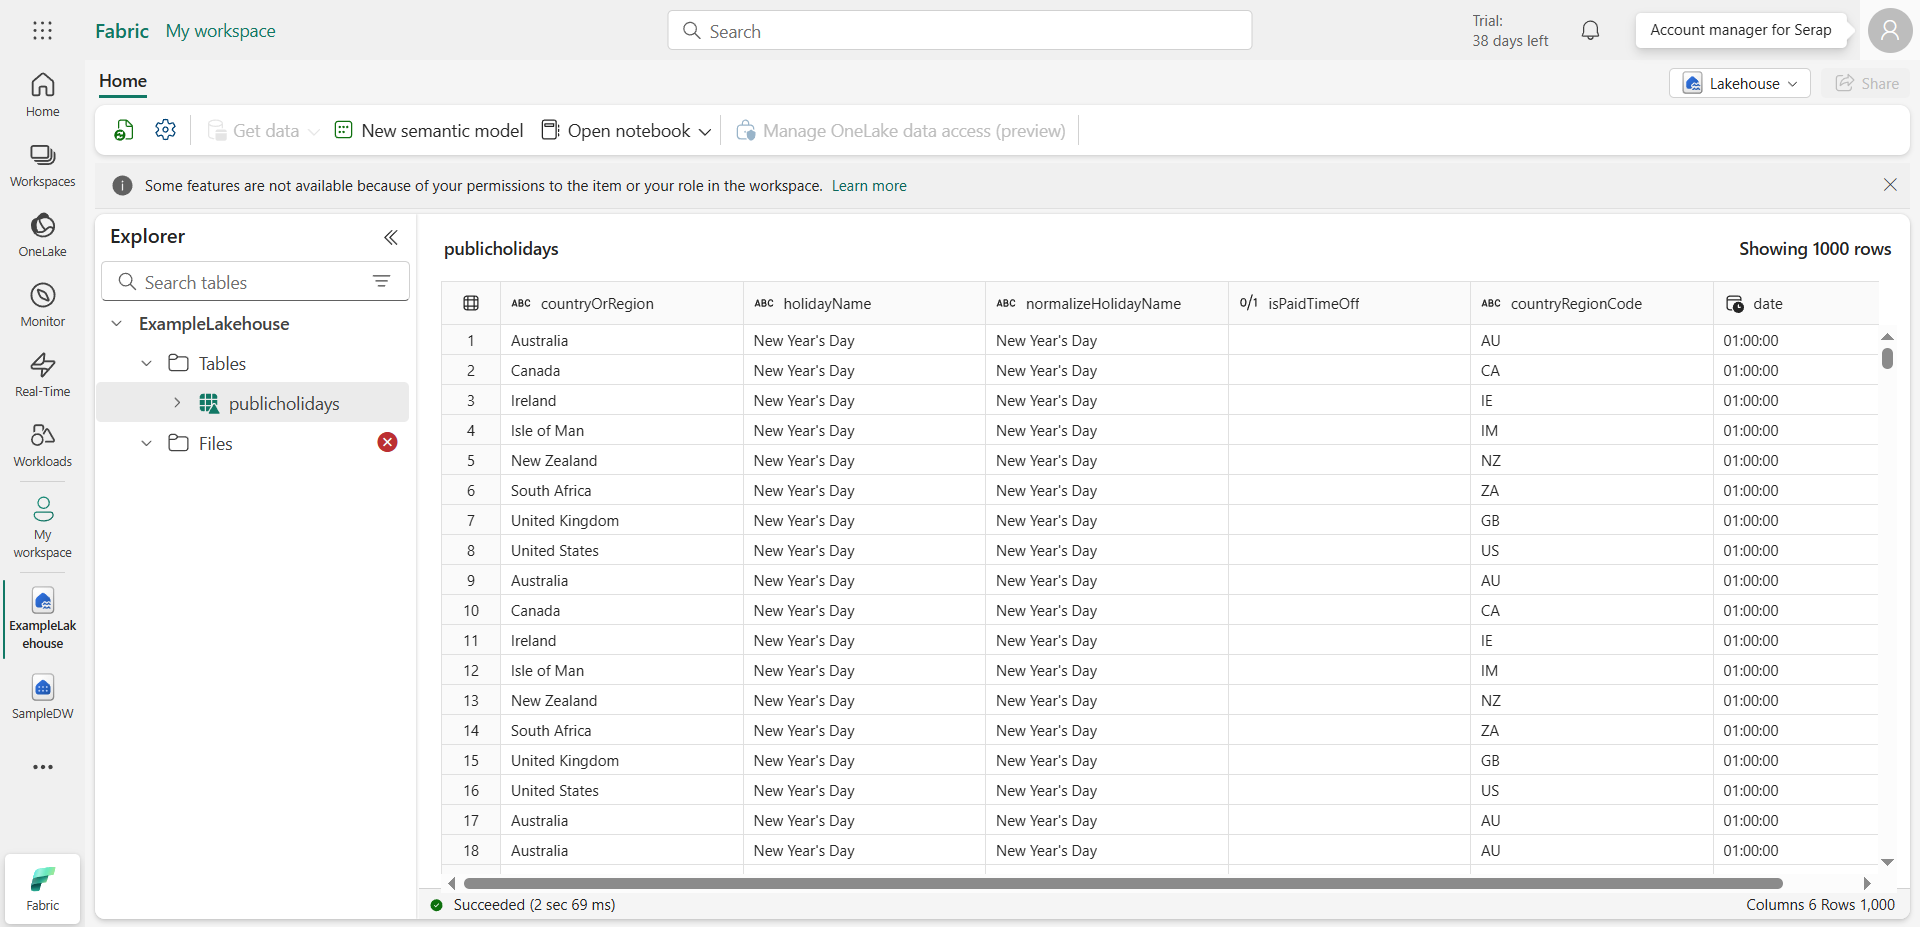 Fabric My workspace
Search
Trial:
38 days left
Account manager for Serap
Home
Lakehouse
Share
Get data
New semantic model
Open notebook
Manage OneLake data access (preview)
Some features are not available because of your permissions to the item or your role in the workspace. Learn more
Home
Workspaces
OneLake
Monitor
Real-Time
Workloads
My
workspace
ExampleLak
ehouse
SampleDW
Fabric
Explorer
Search tables
ExampleLakehouse
Tables
publicholidays
Files
publicholidays
Showing 1000 rows
ABC countryOrRegion ABC holidayName ABC normalizeHolidayName 0/1 isPaidTimeOff ABC countryRegionCode date
1 Australia New Year's Day New Year's Day AU 01:00:00
2 Canada New Year's Day New Year's Day CA 01:00:00
3 Ireland New Year's Day New Year's Day IE 01:00:00
4 Isle of Man New Year's Day New Year's Day IM 01:00:00
5 New Zealand New Year's Day New Year's Day NZ 01:00:00
6 South Africa New Year's Day New Year's Day ZA 01:00:00
7 United Kingdom New Year's Day New Year's Day GB 01:00:00
8 United States New Year's Day New Year's Day US 01:00:00
9 Australia New Year's Day New Year's Day AU 01:00:00
10 Canada New Year's Day New Year's Day CA 01:00:00
11 Ireland New Year's Day New Year's Day IE 01:00:00
12 Isle of Man New Year's Day New Year's Day IM 01:00:00
13 New Zealand New Year's Day New Year's Day NZ 01:00:00
14 South Africa New Year's Day New Year's Day ZA 01:00:00
15 United Kingdom New Year's Day New Year's Day GB 01:00:00
16 United States New Year's Day New Year's Day US 01:00:00
17 Australia New Year's Day New Year's Day AU 01:00:00
18 Australia New Year's Day New Year's Day AU 01:00:00
Succeeded (2 sec 69 ms)
Columns 6 Rows 1,000